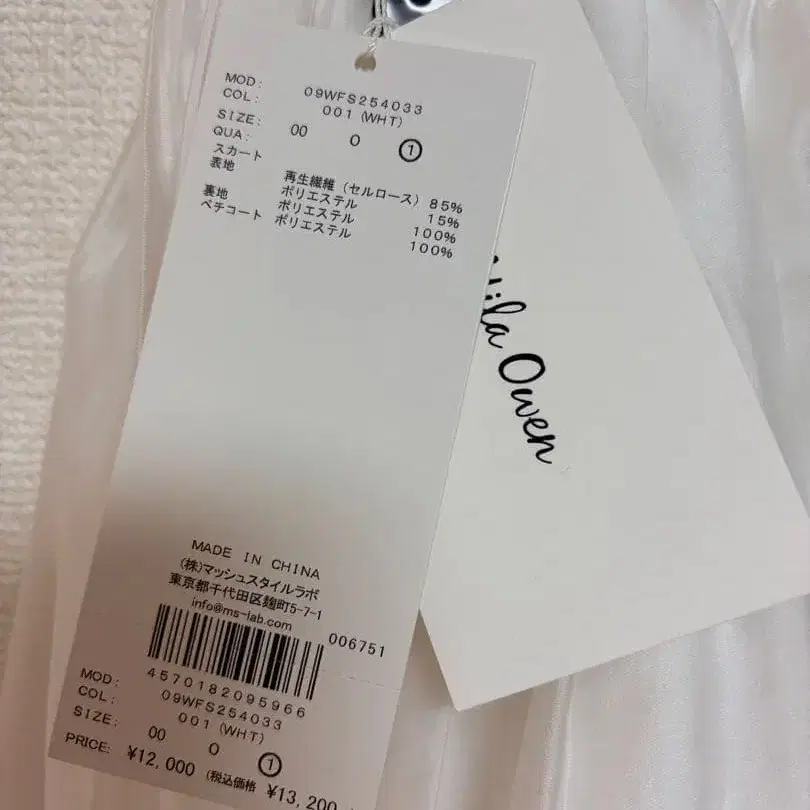 MOD: 09WFS254033
COL: 001 (WHT)
SIZE: 00 0 ①
QUA:
スカート
表地 再生繊維 (セルロース) 85%
ポリエステル 15%
裏地 ポリエステル 100%
ペチコート ポリエステル 100%
MADE IN CHINA
(株)マッシュスタイルラボ
東京都千代田区麹町5-7-1
info@ms-lab.com
006751
4570182095966
MOD: 09WFS254033
COL: 001 (WHT)
SIZE: 00 0 ①
PRICE: ¥12,000 (税込価格 ¥13,200
Owen